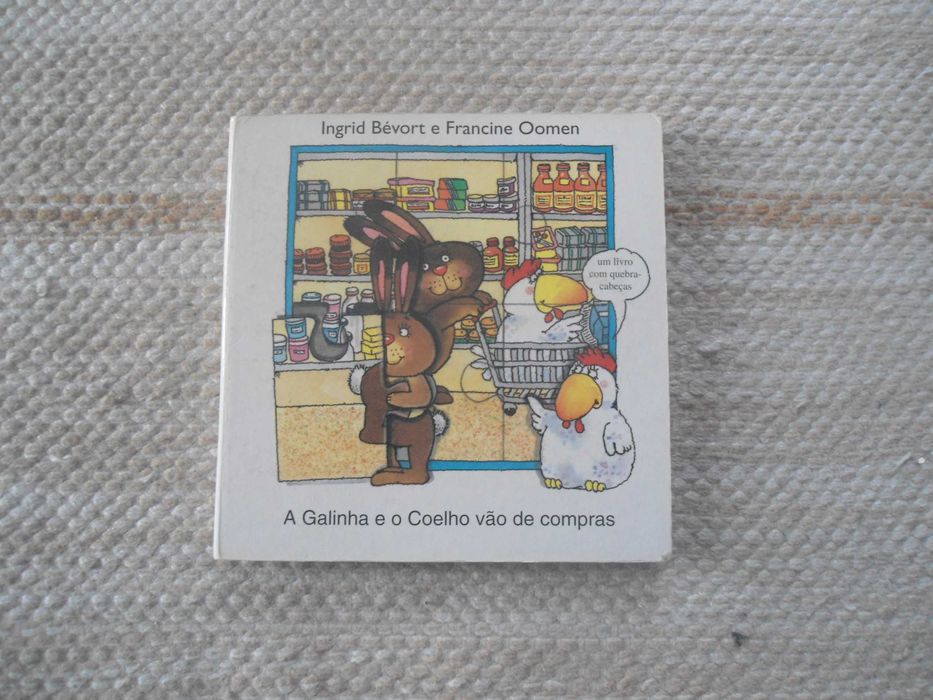 Ingrid Bévort e Francine Oomen
um livro
com quebra-
cabeças
A Galinha e o Coelho vão de compras